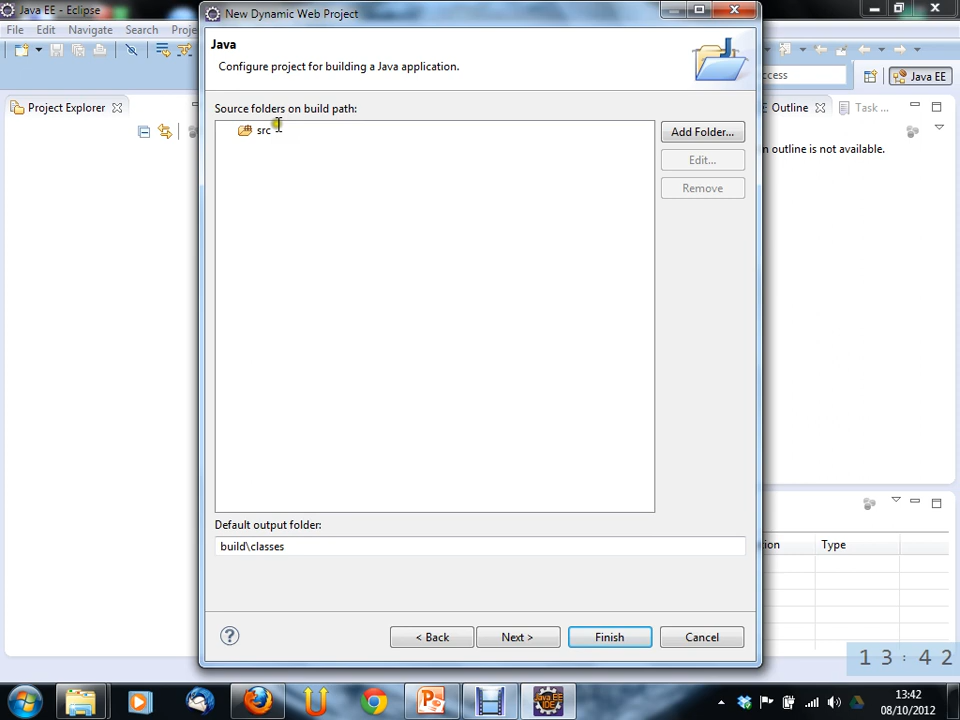 Java EE - Eclipse
New Dynamic Web Project
File Edit Navigate Search Proje
Java
Configure project for building a Java application.
ccess
Java EE
Project Explorer
Source folders on build path:
E Outline
Task ...
src
Add Folder...
n outline is not available.
Edit...
Remove
Default output folder:
build\classes
tion
Type
?
< Back
Next >
Finish
Cancel
13:42
13:42
08/10/2012